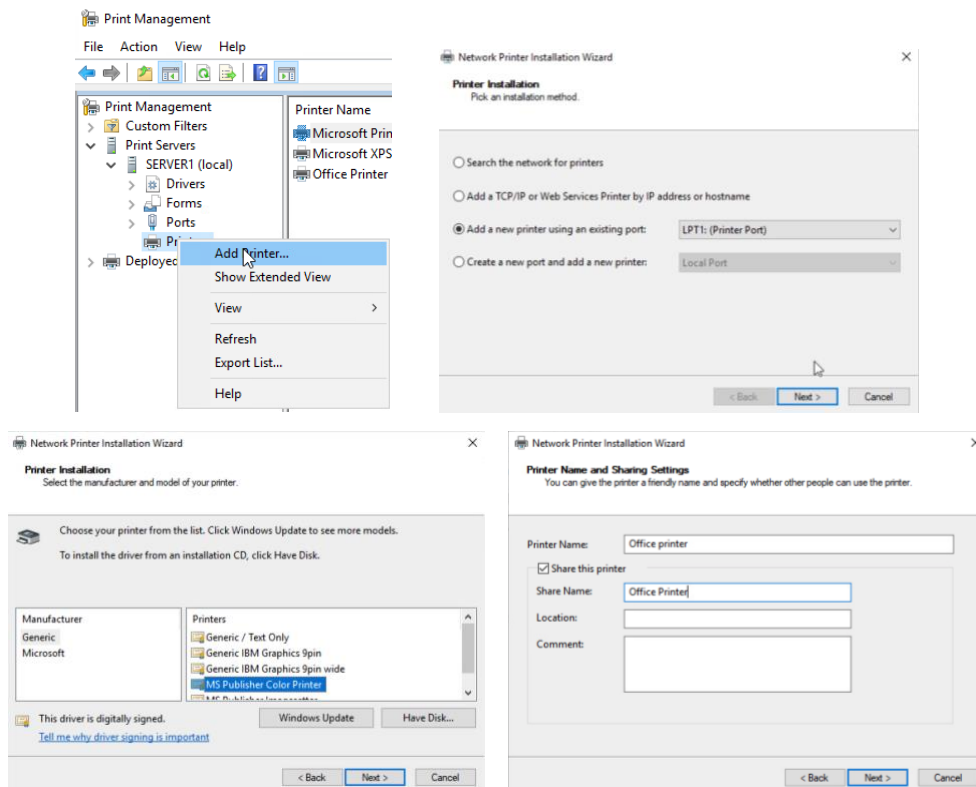 Print Management
File Action View Help
Print Management
Custom Filters
Print Servers
SERVER1 (local)
Drivers
Forms
Ports
Deployed
Printer Name
Microsoft Prin
Microsoft XPS
Office Printer
Add Printer...
Show Extended View
View
Refresh
Export List...
Help
Network Printer Installation Wizard
Printer Installation
Pick an installation method.
Search the network for printers
Add a TCP/IP or Web Services Printer by IP address or hostname
Add a new printer using an existing port: LPT1: (Printer Port)
Create a new port and add a new printer: Local Port
< Back Next > Cancel
Network Printer Installation Wizard
Printer Installation
Select the manufacturer and model of your printer.
Choose your printer from the list. Click Windows Update to see more models.
To install the driver from an installation CD, click Have Disk.
Manufacturer
Generic
Microsoft
Printers
Generic / Text Only
Generic IBM Graphics 9pin
Generic IBM Graphics 9pin wide
MS Publisher Color Printer
This driver is digitally signed.
Tell me why driver signing is important
Windows Update Have Disk...
< Back Next > Cancel
Network Printer Installation Wizard
Printer Name and Sharing Settings
You can give the printer a friendly name and specify whether other people can use the printer.
Printer Name: Office printer
Share this printer
Share Name: Office Printer
Location:
Comment:
< Back Next > Cancel